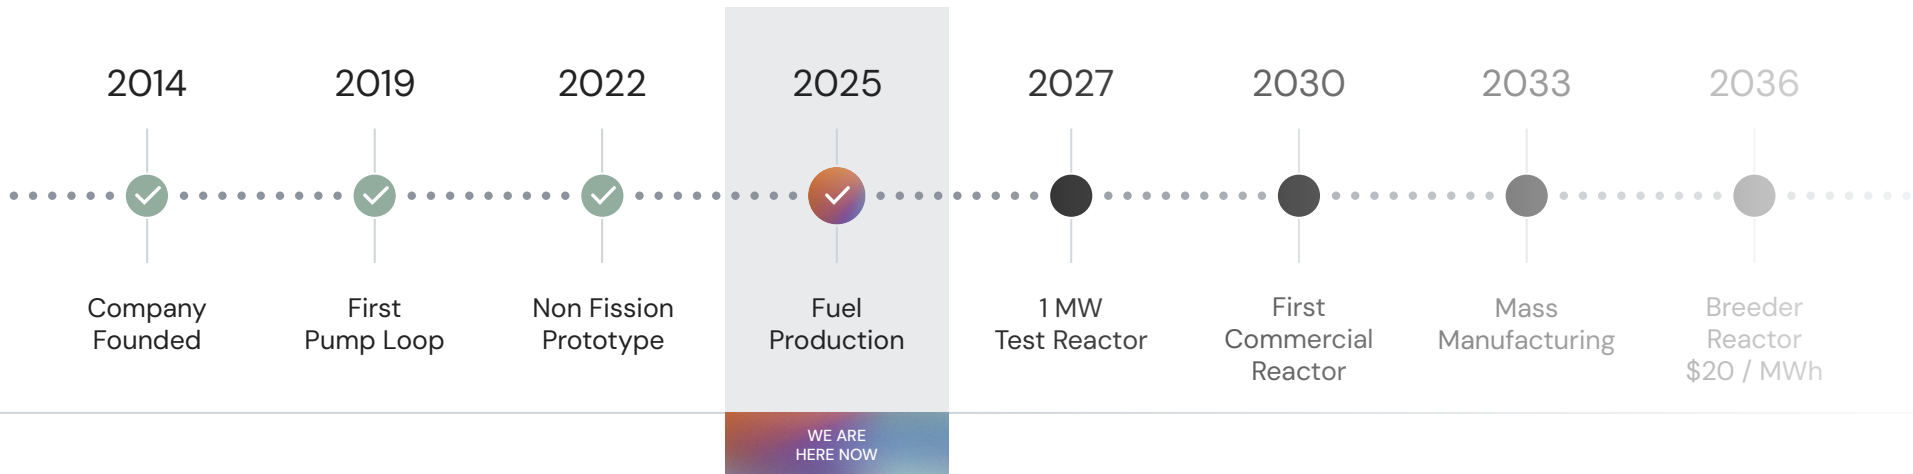 2014
2019
2022
2025
2027
2030
2033
2036
Company
Founded
First
Pump Loop
Non Fission
Prototype
Fuel
Production
1 MW
Test Reactor
First
Commercial
Reactor
Mass
Manufacturing
Breeder
Reactor
$20 / MWh
WE ARE
HERE NOW